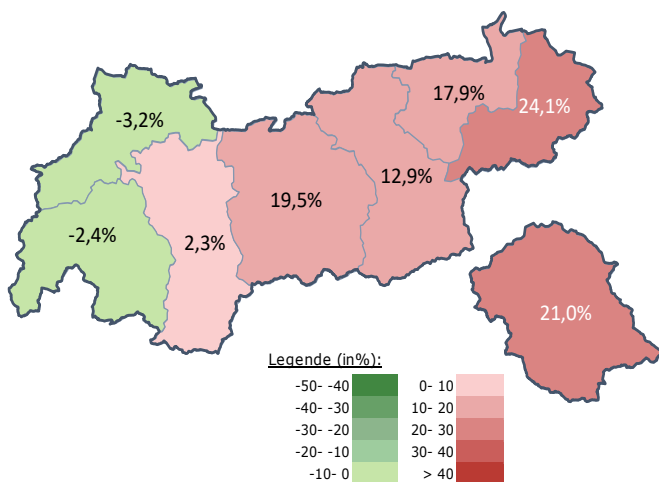 17,9%
24,1%
-3,2%
12,9%
19,5%
-2,4%
2,3%
21,0%
Legende (in%):
-50- -40 0- 10
-40- -30 10- 20
-30- -20 20- 30
-20- -10 30- 40
-10- 0 > 40